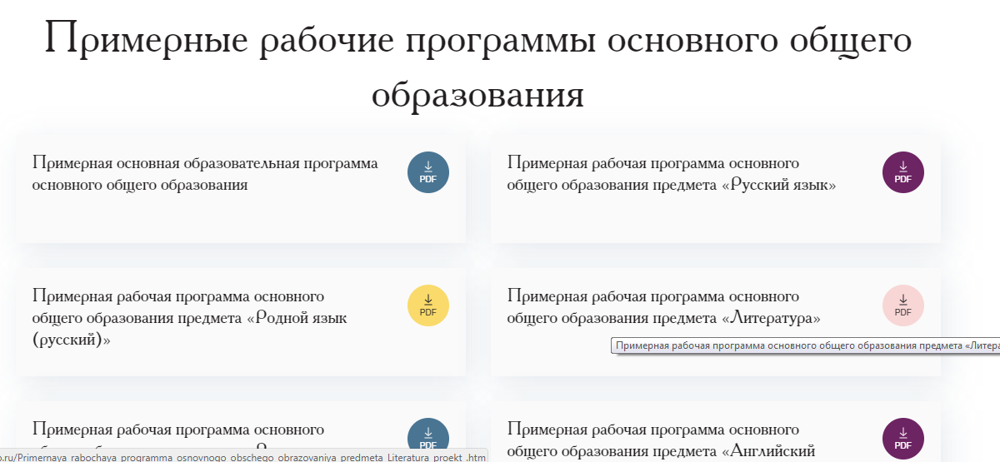 Примерные рабочие программы основного общего
образования
Примерная основная образовательная программа
основного общего образования
PDF
Примерная рабочая программа основного
общего образования предмета «Русский язык»
PDF
Примерная рабочая программа основного
общего образования предмета «Родной язык
(русский)»
PDF
Примерная рабочая программа основного
общего образования предмета «Литература»
PDF
Примерная рабочая программа основного общего образования предмета «Литера
Примерная рабочая программа основного
PDF
Примерная рабочая программа основного
общего образования предмета «Английский
PDF
o.ru/Primernaya_rabochaya_programma_osnovnogo_obschego_obrazovaniya_predmeta_Literatura_proekt_.htm